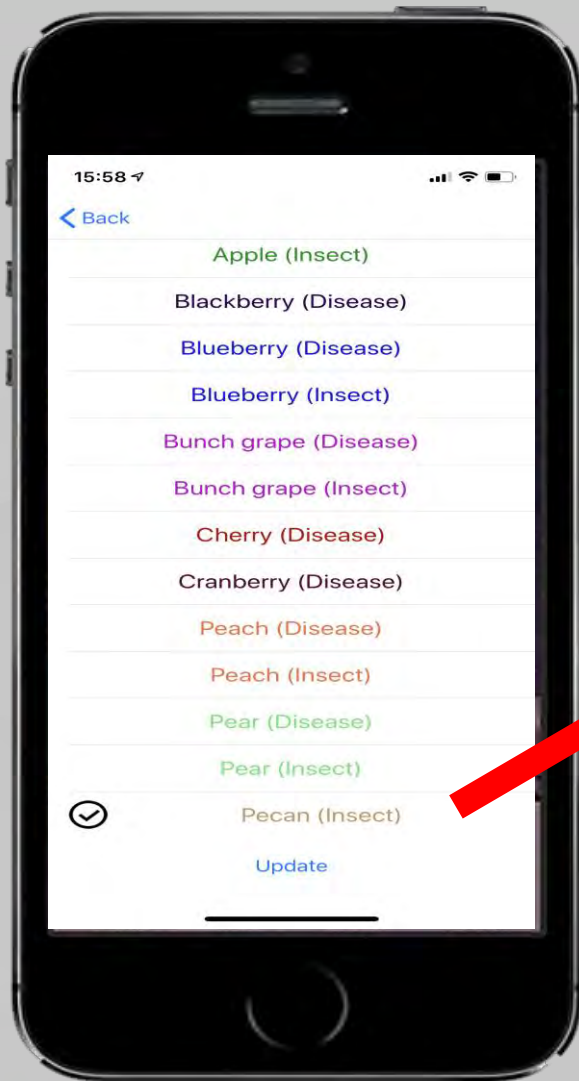 15:58
Back
Apple (Insect)
Blackberry (Disease)
Blueberry (Disease)
Blueberry (Insect)
Bunch grape (Disease)
Bunch grape (Insect)
Cherry (Disease)
Cranberry (Disease)
Peach (Disease)
Peach (Insect)
Pear (Disease)
Pear (Insect)
Pecan (Insect)
Update